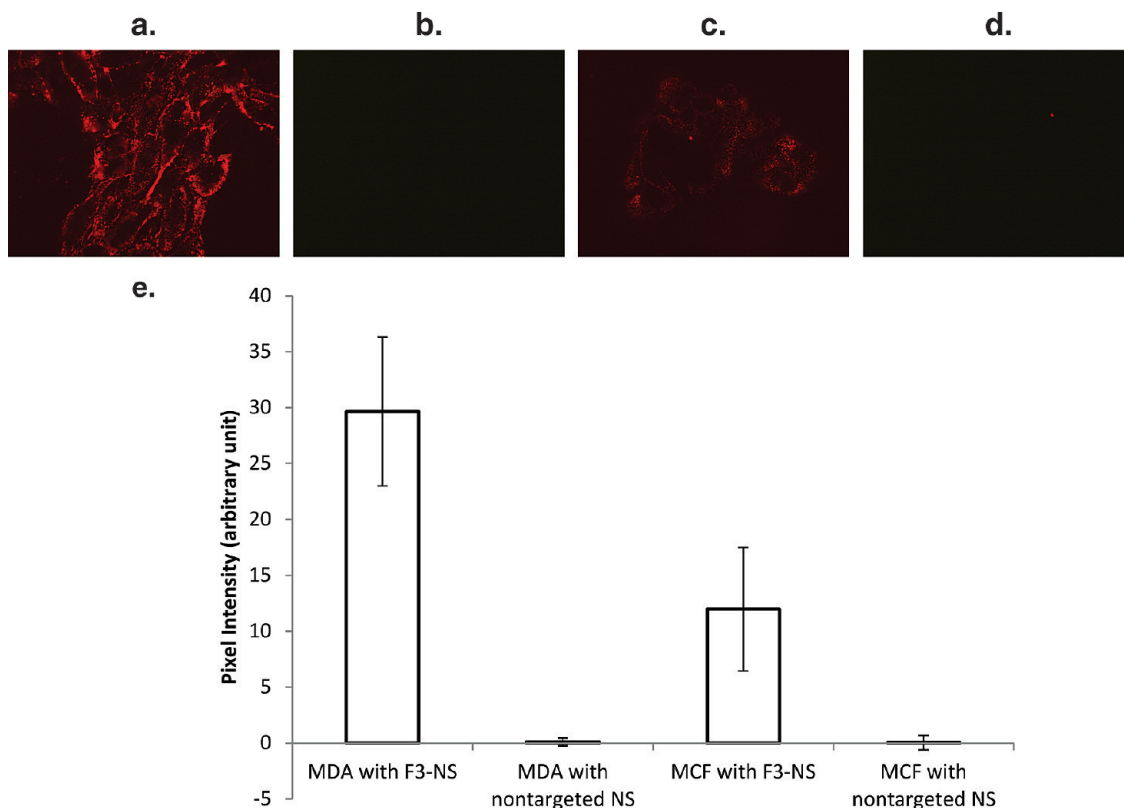 a.
b.
c.
d.
e.
Pixel Intensity (arbitrary unit)
40
35
30
25
20
15
10
5
0
-5
MDA with F3-NS
MDA with
nontargeted NS
MCF with F3-NS
MCF with
nontargeted NS